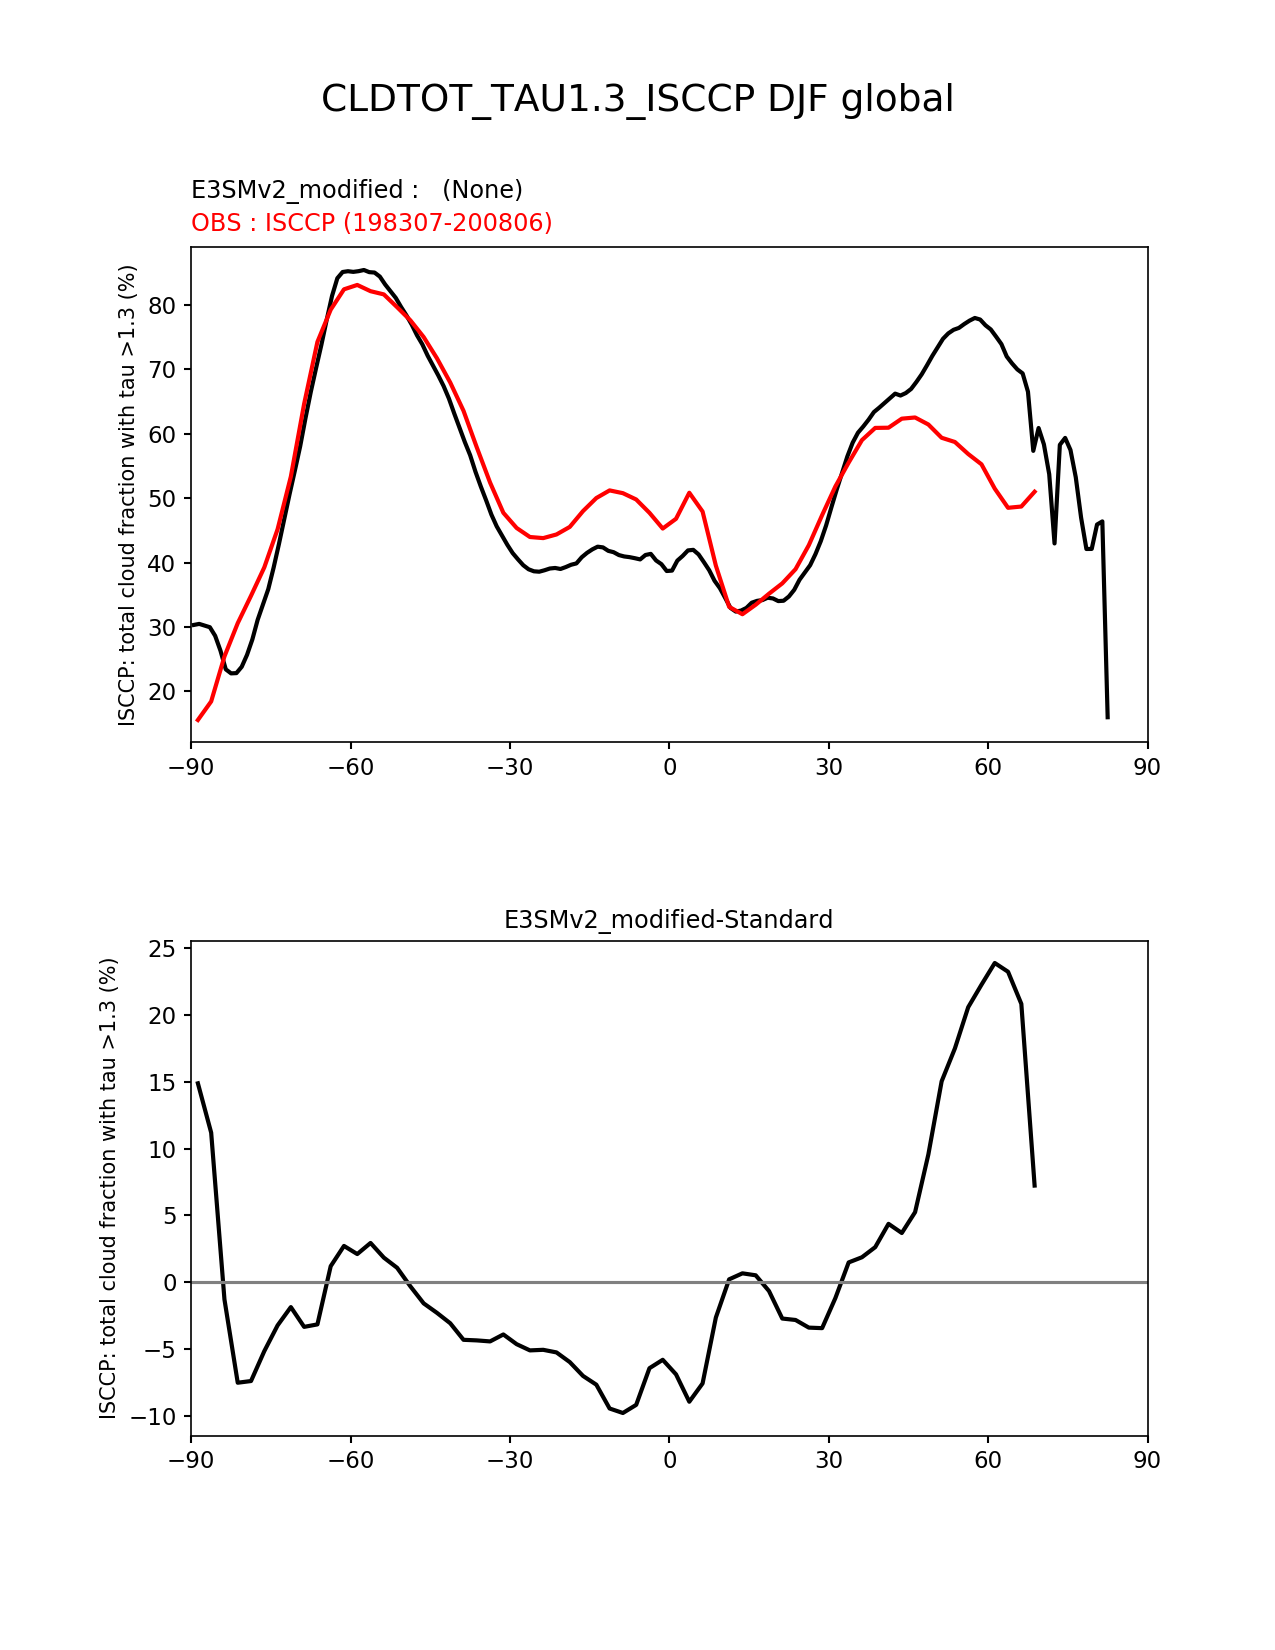 CLDTOT_TAU1.3_ISCCP DJF global
E3SMv2_modified :   (None)
OBS : ISCCP (198307-200806)
ISCCP: total cloud fraction with tau >1.3 (%)
80
70
60
50
40
30
20
−90 −60 −30 0 30 60 90
E3SMv2_modified-Standard
ISCCP: total cloud fraction with tau >1.3 (%)
25
20
15
10
5
0
−5
−10
−90 −60 −30 0 30 60 90